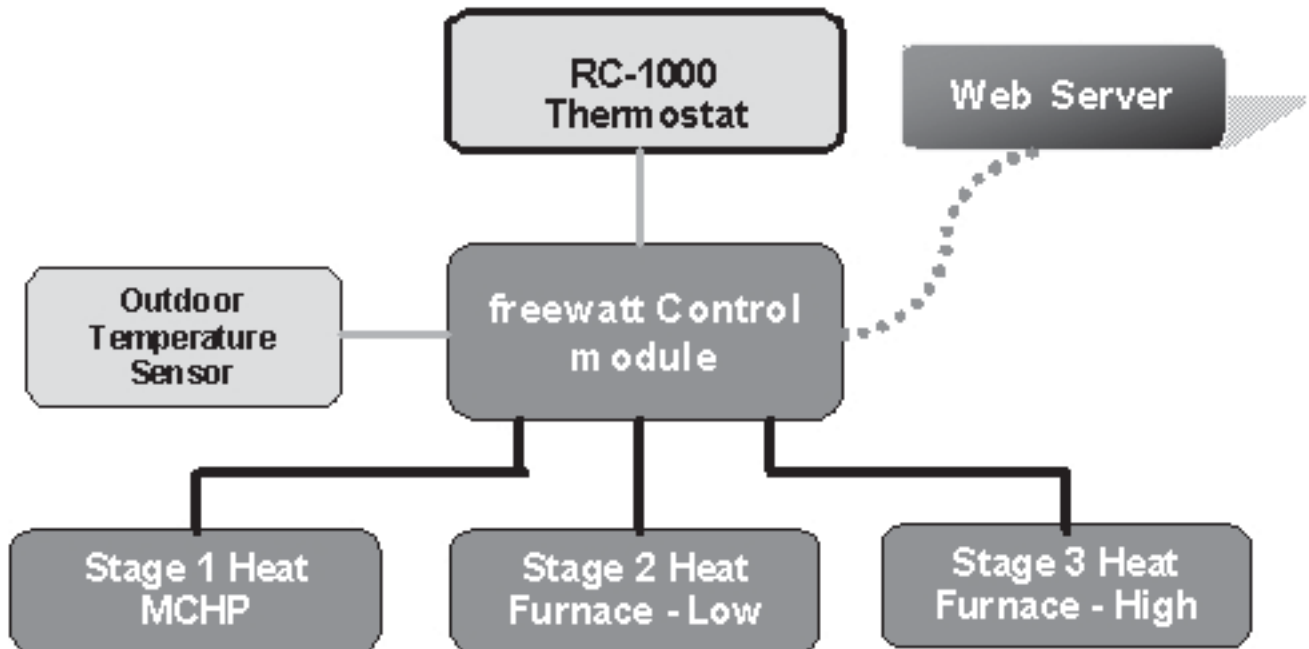 RC-1000
Thermostat
Web Server
Outdoor
Temperature
Sensor
freewatt Control
module
Stage 1 Heat
MCHP
Stage 2 Heat
Furnace - Low
Stage 3 Heat
Furnace - High